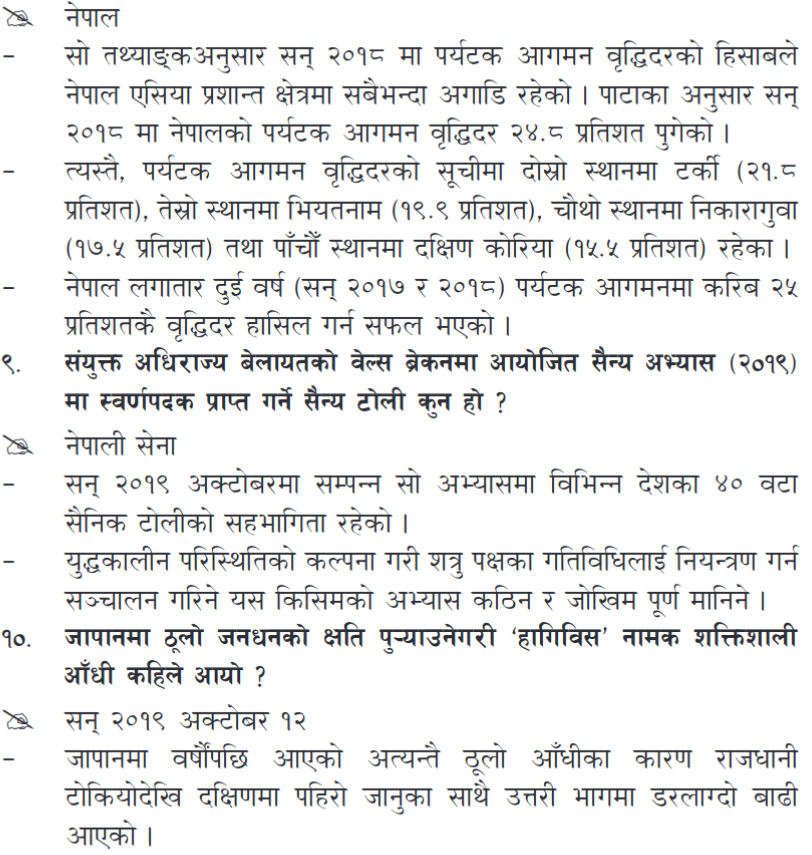 नेपाल
– सो तथ्याङ्कअनुसार सन् २०१८ मा पर्यटक आगमन वृद्धिदरको हिसाबले
नेपाल एसिया प्रशान्त क्षेत्रमा सबैभन्दा अगाडि रहेको । पाटाका अनुसार सन्
२०१८ मा नेपालको पर्यटक आगमन वृद्धिदर २४.८ प्रतिशत पुगेको ।
– त्यस्तै, पर्यटक आगमन वृद्धिदरको सूचीमा दोस्रो स्थानमा टर्की (२१.८
प्रतिशत), तेस्रो स्थानमा भियतनाम (१९.९ प्रतिशत), चौथो स्थानमा निकारागुवा
(१७.५ प्रतिशत) तथा पाँचौँ स्थानमा दक्षिण कोरिया (१५.५ प्रतिशत) रहेका ।
– नेपाल लगातार दुई वर्ष (सन् २०१७ र २०१८) पर्यटक आगमनमा करिब २५
प्रतिशतकै वृद्धिदर हासिल गर्न सफल भएको ।
९. संयुक्त अधिराज्य बेलायतको वेल्स ब्रेकनमा आयोजित सैन्य अभ्यास (२०१९)
मा स्वर्णपदक प्राप्त गर्ने सैन्य टोली कुन हो ?
नेपाली सेना
– सन् २०१९ अक्टोबरमा सम्पन्न सो अभ्यासमा विभिन्न देशका ४० वटा
सैनिक टोलीको सहभागिता रहेको ।
– युद्धकालीन परिस्थितिको कल्पना गरी शत्रु पक्षका गतिविधिलाई नियन्त्रण गर्न
सञ्चालन गरिने यस किसिमको अभ्यास कठिन र जोखिम पूर्ण मानिने ।
१०. जापानमा ठूलो जनधनको क्षति पुऱ्याउनेगरी ‘हागिविस’ नामक शक्तिशाली
आँधी कहिले आयो ?
सन् २०१९ अक्टोबर १२
– जापानमा वर्षौंपछि आएको अत्यन्तै ठूलो आँधीका कारण राजधानी
टोकियोदेखि दक्षिणमा पहिरो जानुका साथै उत्तरी भागमा डरलाग्दो बाढी
आएको ।